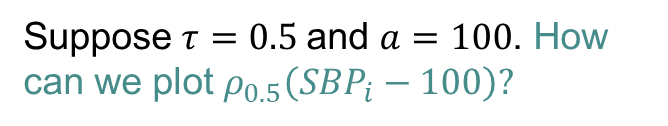 Suppose τ = 0.5 and a = 100. How
can we plot ρ₀.₅(SBPᵢ − 100)?